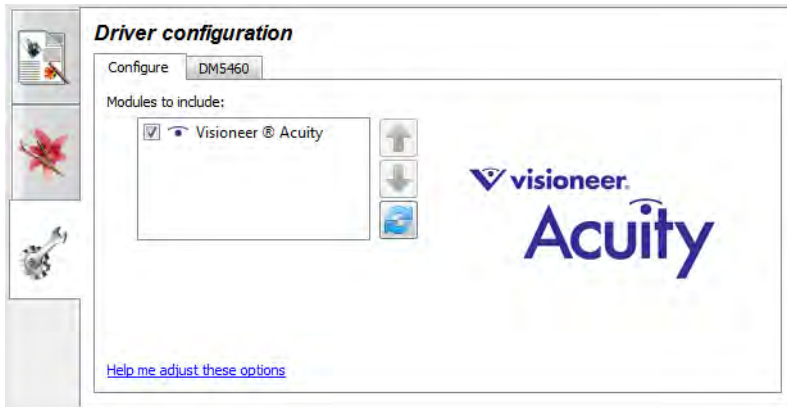 Driver configuration
Configure DM5460
Modules to include:
Visioneer ® Acuity
visioneer.
Acuity
Help me adjust these options